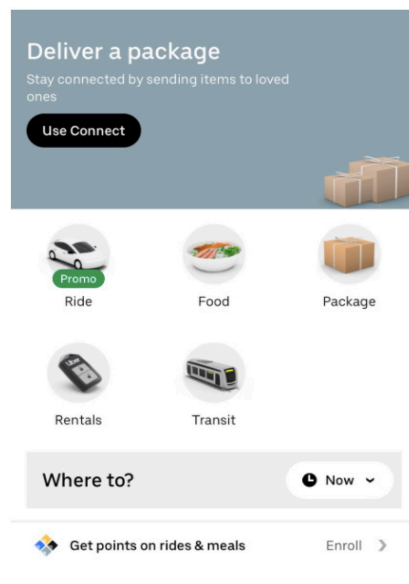 Deliver a package
Stay connected by sending items to loved
ones
Use Connect
Promo
Ride
Food
Package
Uber
Rentals
Transit
Where to?
Now
Get points on rides & meals
Enroll